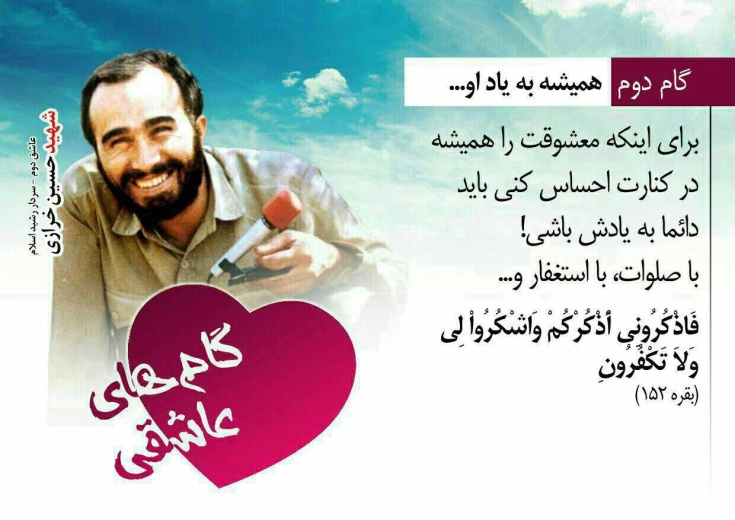 گام دوم همیشه به یاد او...
برای اینکه معشوقت را همیشه
در کنارت احساس کنی باید
دائما به یادش باشی!
با صلوات، با استغفار و...
فَاذْكُرُونِي أَذْكُرْكُمْ وَاشْكُرُواْ لِي
وَلاَ تَكْفُرُونِ
(بقره ۱۵۲)
عاشق دوم - سردار رشید اسلام
شهید حسین خرازی
گام های
عاشقی